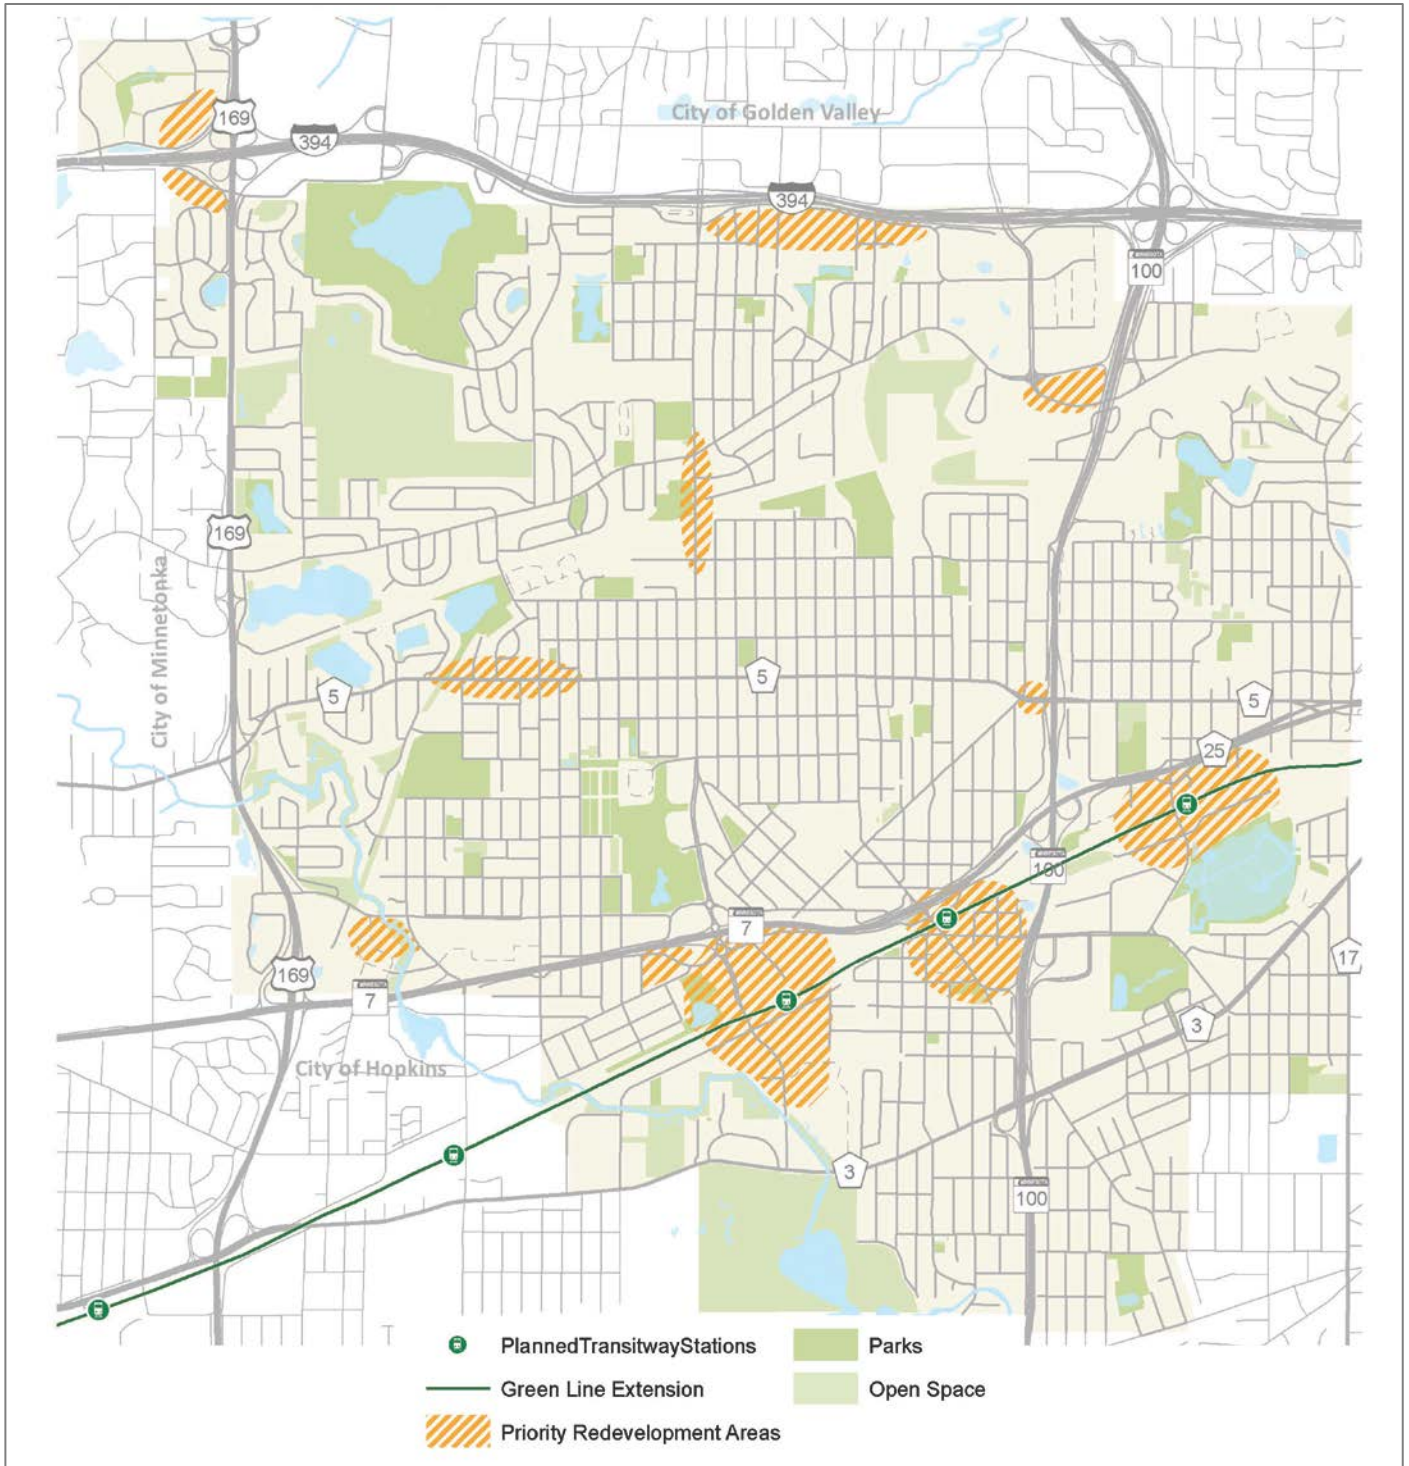 City of Golden Valley
169
394
394
MINNESOTA
100
169
City of Minnetonka
5
5
5
25
100
7
17
169
7
3
City of Hopkins
3
100
PlannedTransitwayStations
Parks
Green Line Extension
Open Space
Priority Redevelopment Areas